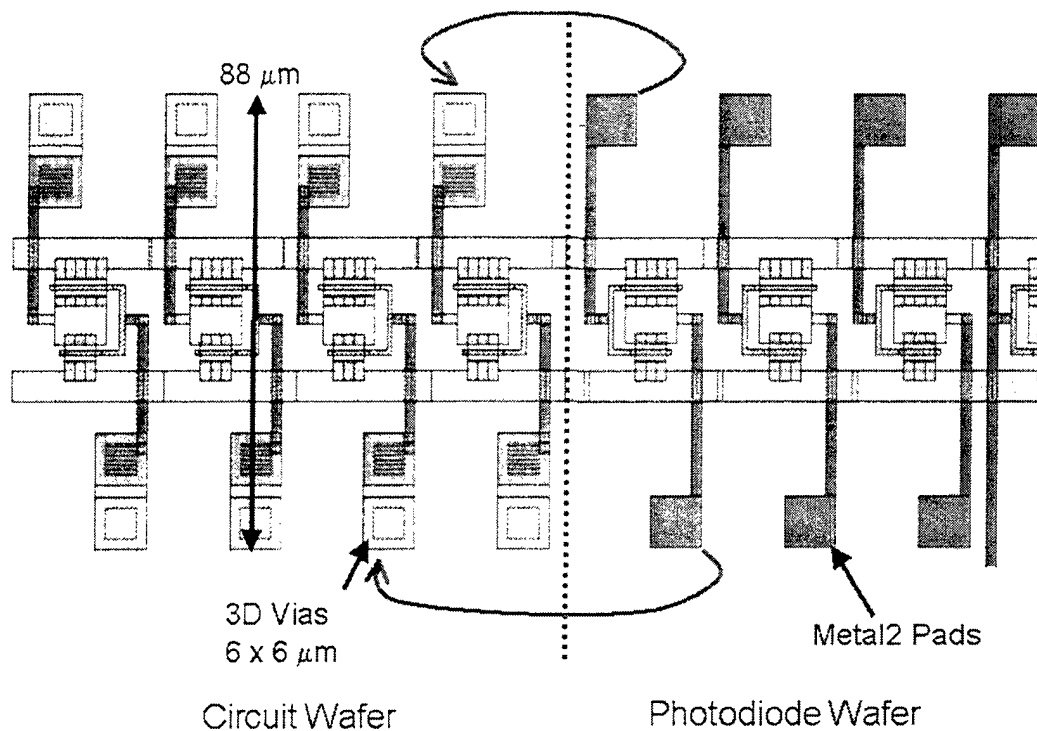 88 μm
3D Vias
6 x 6 μm
Metal2 Pads
Circuit Wafer
Photodiode Wafer